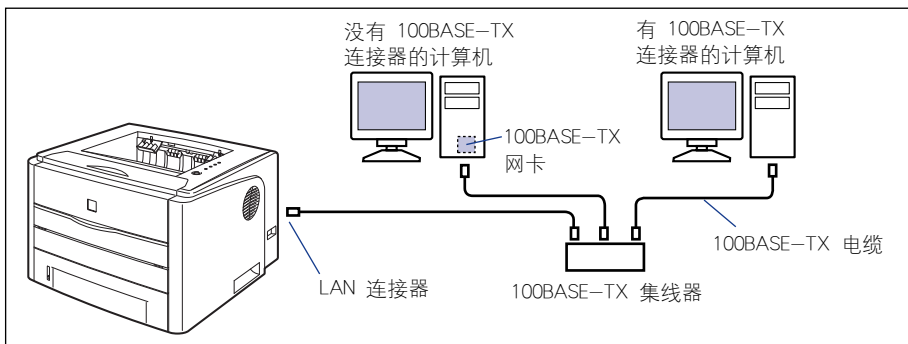 没有 100BASE-TX
连接器的计算机
有 100BASE-TX
连接器的计算机
100BASE-TX
网卡
100BASE-TX 电缆
LAN 连接器
100BASE-TX 集线器